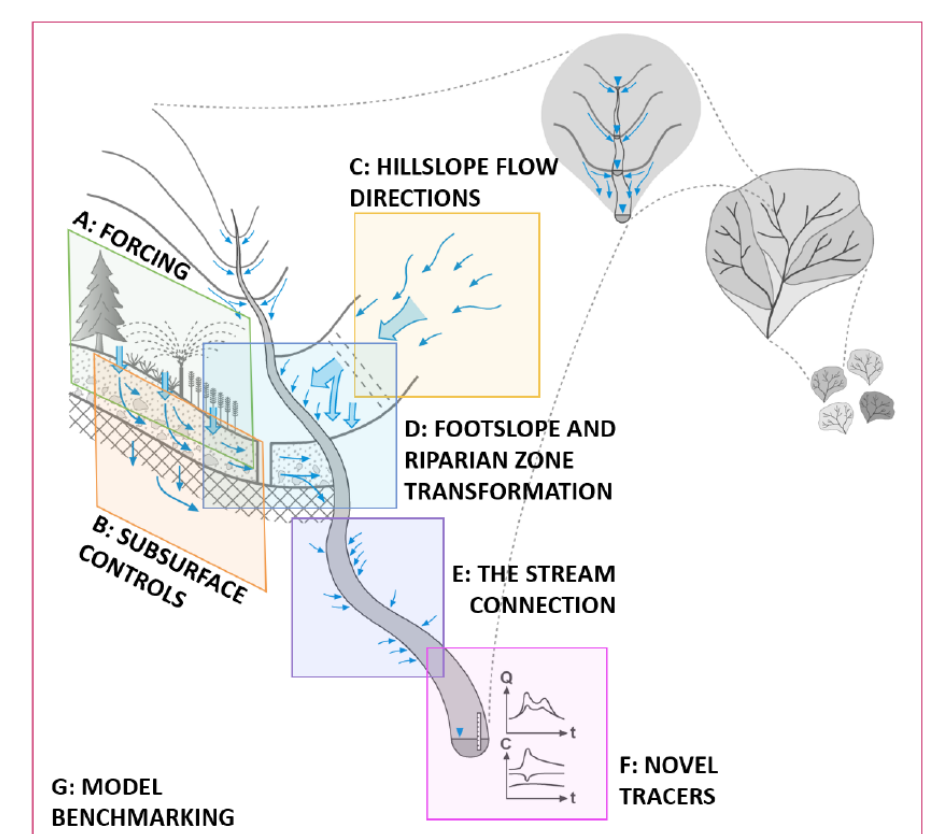 C: HILLSLOPE FLOW
DIRECTIONS
A: FORCING
D: FOOTSLOPE AND
RIPARIAN ZONE
TRANSFORMATION
B: SUBSURFACE
CONTROLS
E: THE STREAM
CONNECTION
Q
t
C
t
F: NOVEL
TRACERS
G: MODEL
BENCHMARKING